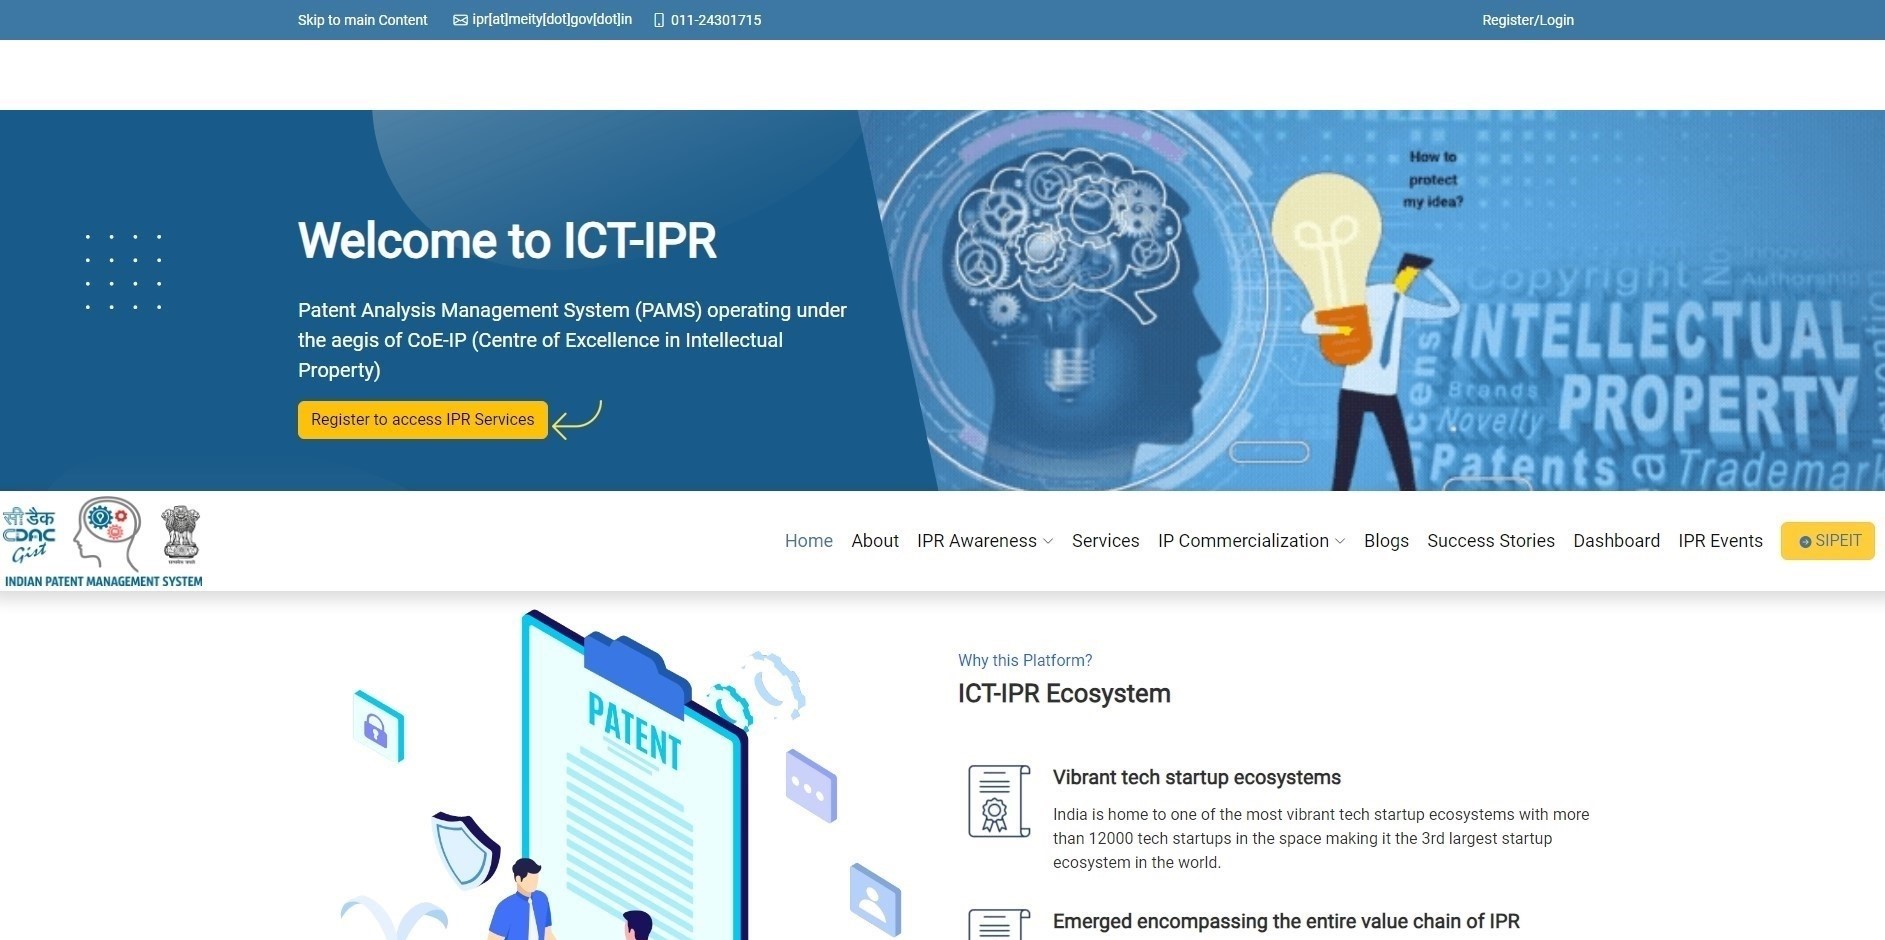 Skip to main Content
ipr[at]meity[dot]gov[dot]in
011-24301715
Register/Login
Welcome to ICT-IPR
Patent Analysis Management System (PAMS) operating under
the aegis of CoE-IP (Centre of Excellence in Intellectual
Property)
Register to access IPR Services
How to
protect
my idea?
Copyright
Authorship
INTELLECTUAL
Brands
PROPERTY
Novelty
Patents
Trademark
सी डैक
CDAC
Gist
INDIAN PATENT MANAGEMENT SYSTEM
Home
About
IPR Awareness
Services
IP Commercialization
Blogs
Success Stories
Dashboard
IPR Events
SIPEIT
PATENT
Why this Platform?
ICT-IPR Ecosystem
Vibrant tech startup ecosystems
India is home to one of the most vibrant tech startup ecosystems with more
than 12000 tech startups in the space making it the 3rd largest startup
ecosystem in the world.
Emerged encompassing the entire value chain of IPR